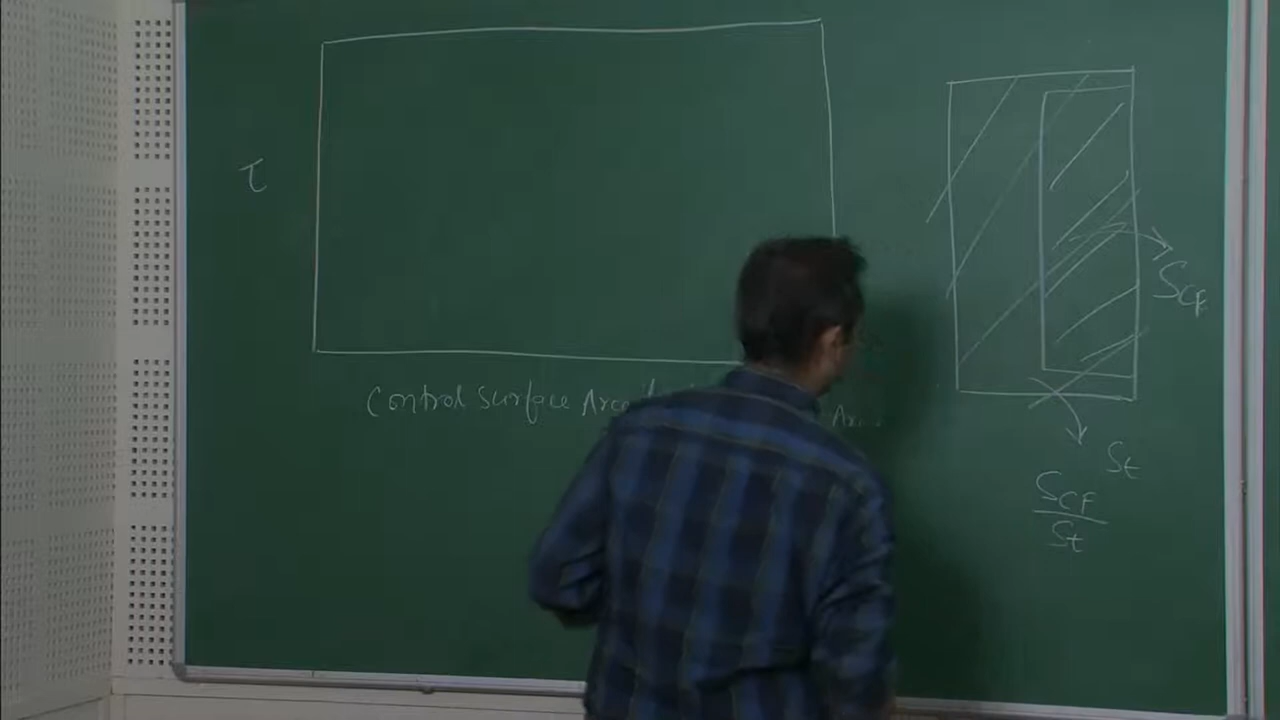 τ
Control Surface Area
S_CF
S_t
S_CF
S_t